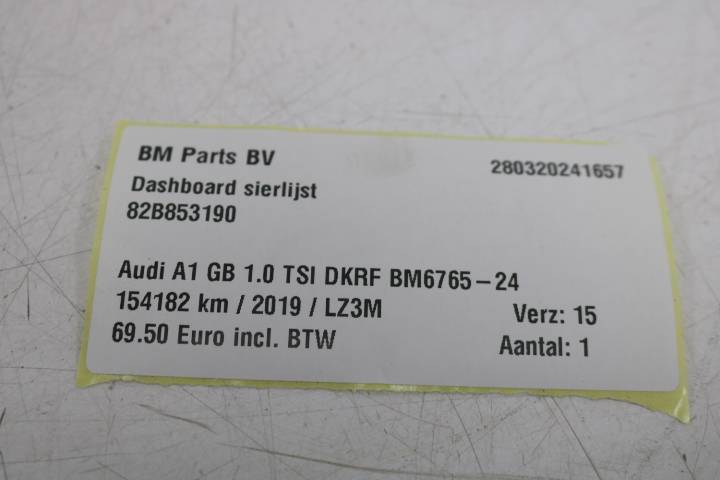 BM Parts BV 280320241657
Dashboard sierlijst
82B853190
Audi A1 GB 1.0 TSI DKRF BM6765-24
154182 km / 2019 / LZ3M Verz: 15
69.50 Euro incl. BTW Aantal: 1